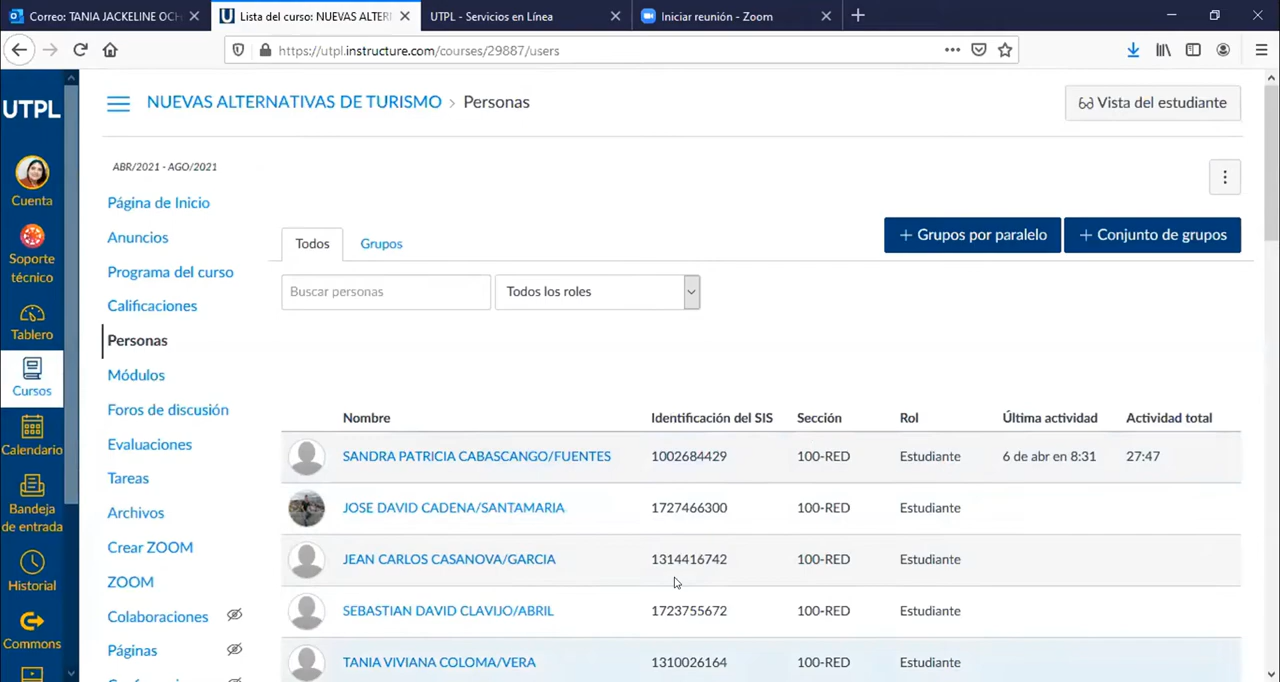 Correo: TANIA JACKELINE OCH
Lista del curso: NUEVAS ALTER
UTPL - Servicios en Línea
Iniciar reunión - Zoom
https://utpl.instructure.com/courses/29887/users
UTPL
Cuenta
Soporte
técnico
Tablero
Cursos
Calendario
Bandeja
de entrada
Historial
Commons
NUEVAS ALTERNATIVAS DE TURISMO > Personas
Vista del estudiante
ABR/2021 - AGO/2021
Página de Inicio
Anuncios
Programa del curso
Calificaciones
Personas
Módulos
Foros de discusión
Evaluaciones
Tareas
Archivos
Crear ZOOM
ZOOM
Colaboraciones
Páginas
Todos
Grupos
+ Grupos por paralelo
+ Conjunto de grupos
Buscar personas
Todos los roles
Nombre Identificación del SIS Sección Rol Última actividad Actividad total
SANDRA PATRICIA CABASCANGO/FUENTES 1002684429 100-RED Estudiante 6 de abr en 8:31 27:47
JOSE DAVID CADENA/SANTAMARIA 1727466300 100-RED Estudiante
JEAN CARLOS CASANOVA/GARCIA 1314416742 100-RED Estudiante
SEBASTIAN DAVID CLAVIJO/ABRIL 1723755672 100-RED Estudiante
TANIA VIVIANA COLOMA/VERA 1310026164 100-RED Estudiante